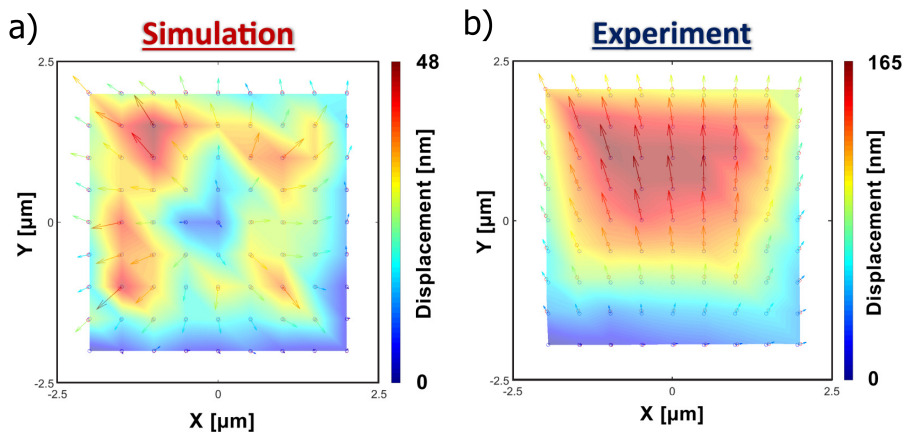 a)
Simulation
2.5
0
-2.5
-2.5
0
2.5
X [µm]
Y [µm]
48
Displacement [nm]
0
b)
Experiment
2.5
0
-2.5
-2.5
0
2.5
X [µm]
Y [µm]
165
Displacement [nm]
0